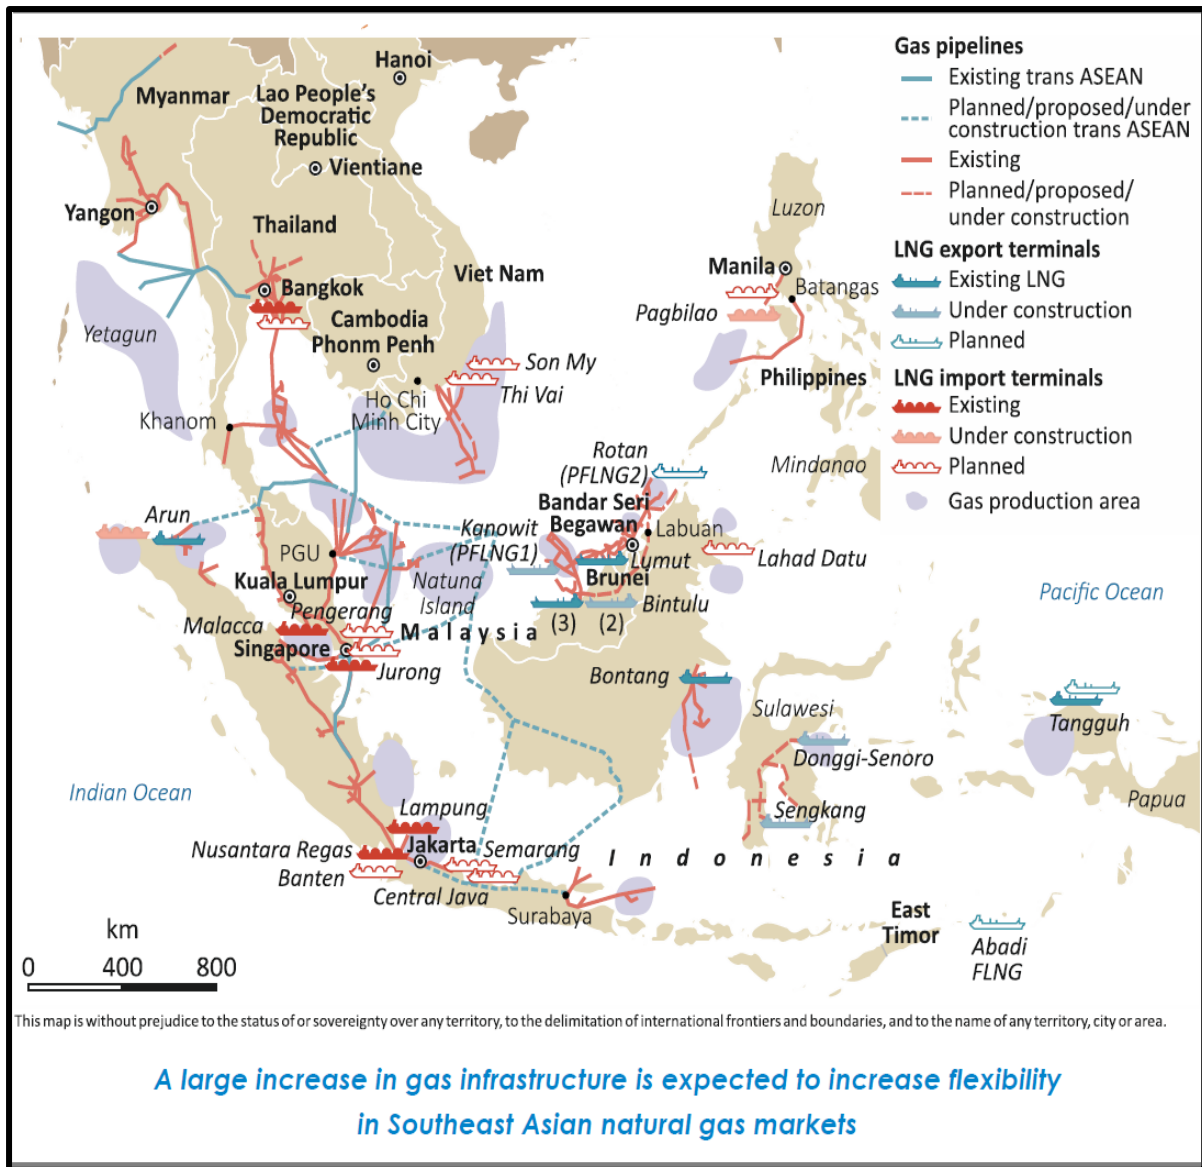 Hanoi
Myanmar
Lao People's
Democratic
Republic
Vientiane
Yangon
Thailand
Viet Nam
Bangkok
Cambodia
Phonm Penh
Yetagun
Son My
Thi Vai
Ho Chi
Minh City
Khanom
Luzon
Manila
Batangas
Pagbilao
Philippines
Mindanao
Rotan
(PFLNG2)
Bandar Seri
Begawan
Labuan
Kanowit
(PFLNG1)
Lumut
Brunei
Lahad Datu
Bintulu
(3)
(2)
Arun
PGU
Kuala Lumpur
Natuna
Island
Pengerang
Malacca
Malaysia
Singapore
Jurong
Pacific Ocean
Bontang
Sulawesi
Tangguh
Donggi-Senoro
Indian Ocean
Sengkang
Papua
Lampung
Nusantara Regas
Jakarta
Semarang
Banten
Indonesia
Central Java
Surabaya
East
Timor
Abadi
FLNG
km
0 400 800
Gas pipelines
Existing trans ASEAN
Planned/proposed/under
construction trans ASEAN
Existing
Planned/proposed/
under construction
LNG export terminals
Existing LNG
Under construction
Planned
LNG import terminals
Existing
Under construction
Planned
Gas production area
This map is without prejudice to the status of or sovereignty over any territory, to the delimitation of international frontiers and boundaries, and to the name of any territory, city or area.
A large increase in gas infrastructure is expected to increase flexibility
in Southeast Asian natural gas markets